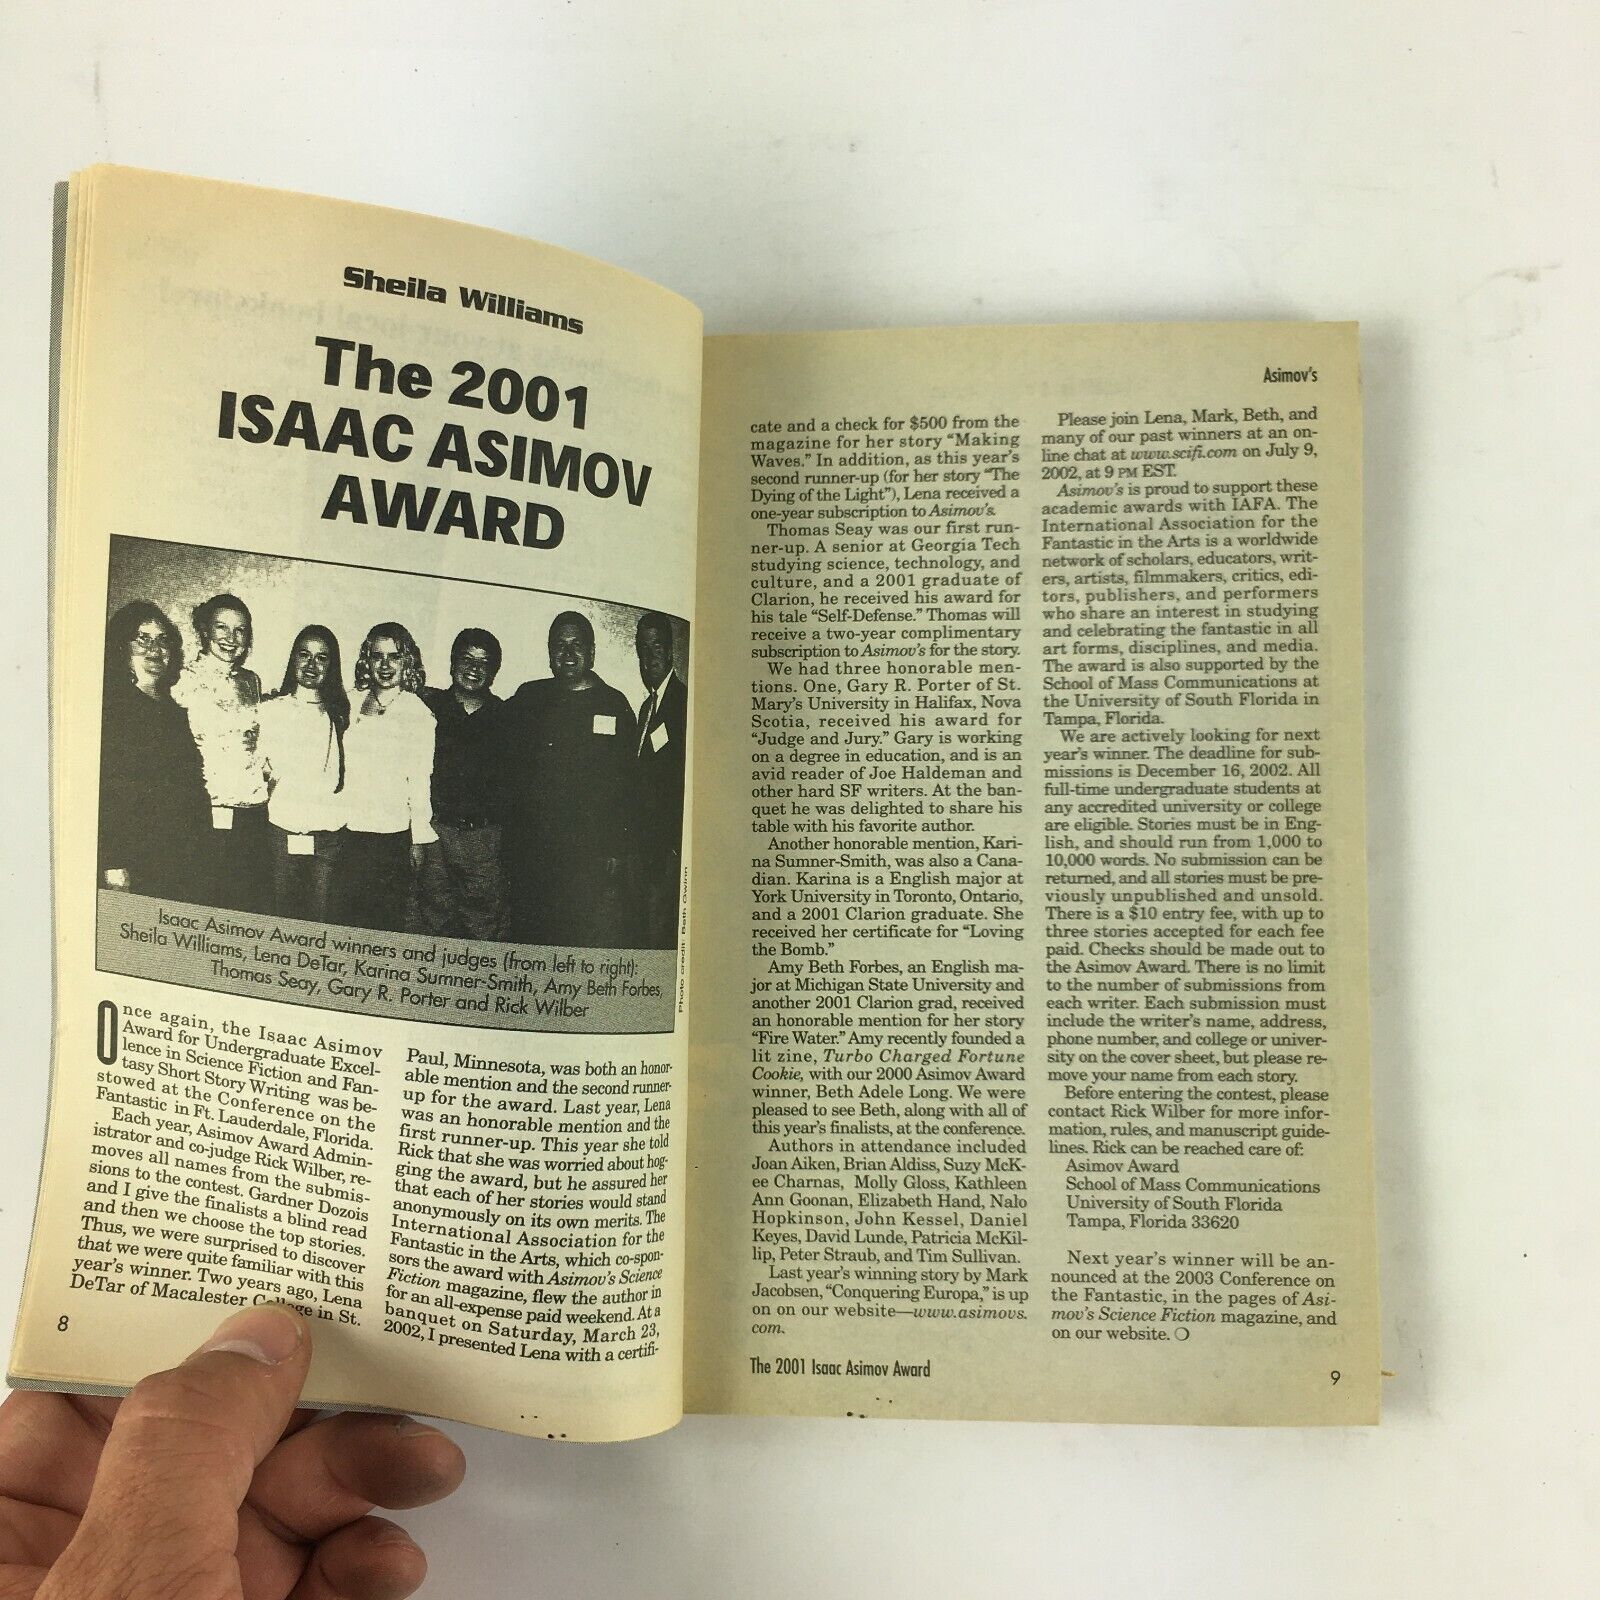 Sheila Williams
The 2001
ISAAC ASIMOV
AWARD
Photo credit: Beth Gwinn
Isaac Asimov Award winners and judges (from left to right):
Sheila Williams, Lena DeTar, Karina Sumner-Smith, Amy Beth Forbes,
Thomas Seay, Gary R. Porter and Rick Wilber
Once again, the Isaac Asimov
Award for Undergraduate Excel-
lence in Science Fiction and Fan-
tasy Short Story Writing was be-
stowed at the Conference on the
Fantastic in Ft. Lauderdale, Florida.
Each year, Asimov Award Admin-
istrator and co-judge Rick Wilber, re-
moves all names from the submis-
sions to the contest. Gardner Dozois
and I give the finalists a blind read
and then we choose the top stories.
Thus, we were surprised to discover
that we were quite familiar with this
year's winner. Two years ago, Lena
DeTar of Macalester College in St.
8
Paul, Minnesota, was both an honor-
able mention and the second runner-
up for the award. Last year, Lena
was an honorable mention and the
first runner-up. This year she told
Rick that she was worried about hog-
ging the award, but he assured her
that each of her stories would stand
anonymously on its own merits. The
International Association for the
Fantastic in the Arts, which co-spon-
sors the award with Asimov's Science
Fiction magazine, flew the author in
for an all-expense paid weekend. At a
banquet on Saturday, March 23,
2002, I presented Lena with a certifi-
Asimov's
cate and a check for $500 from the
magazine for her story "Making
Waves." In addition, as this year's
second runner-up (for her story "The
Dying of the Light"), Lena received a
one-year subscription to Asimov's.
Thomas Seay was our first run-
ner-up. A senior at Georgia Tech
studying science, technology, and
culture, and a 2001 graduate of
Clarion, he received his award for
his tale "Self-Defense." Thomas will
receive a two-year complimentary
subscription to Asimov's for the story.
We had three honorable men-
tions. One, Gary R. Porter of St.
Mary's University in Halifax, Nova
Scotia, received his award for
"Judge and Jury." Gary is working
on a degree in education, and is an
avid reader of Joe Haldeman and
other hard SF writers. At the ban-
quet he was delighted to share his
table with his favorite author.
Another honorable mention, Kari-
na Sumner-Smith, was also a Cana-
dian. Karina is a English major at
York University in Toronto, Ontario,
and a 2001 Clarion graduate. She
received her certificate for "Loving
the Bomb."
Amy Beth Forbes, an English ma-
jor at Michigan State University and
another 2001 Clarion grad, received
an honorable mention for her story
"Fire Water." Amy recently founded a
lit zine, Turbo Charged Fortune
Cookie, with our 2000 Asimov Award
winner, Beth Adele Long. We were
pleased to see Beth, along with all of
this year's finalists, at the conference.
Authors in attendance included
Joan Aiken, Brian Aldiss, Suzy McK-
ee Charnas, Molly Gloss, Kathleen
Ann Goonan, Elizabeth Hand, Nalo
Hopkinson, John Kessel, Daniel
Keyes, David Lunde, Patricia McKil-
lip, Peter Straub, and Tim Sullivan.
Last year's winning story by Mark
Jacobsen, "Conquering Europa," is up
on on our website—www.asimovs.
com.
Please join Lena, Mark, Beth, and
many of our past winners at an on-
line chat at www.scifi.com on July 9,
2002, at 9 PM EST.
Asimov's is proud to support these
academic awards with IAFA. The
International Association for the
Fantastic in the Arts is a worldwide
network of scholars, educators, writ-
ers, artists, filmmakers, critics, edi-
tors, publishers, and performers
who share an interest in studying
and celebrating the fantastic in all
art forms, disciplines, and media.
The award is also supported by the
School of Mass Communications at
the University of South Florida in
Tampa, Florida.
We are actively looking for next
year's winner. The deadline for sub-
missions is December 16, 2002. All
full-time undergraduate students at
any accredited university or college
are eligible. Stories must be in Eng-
lish, and should run from 1,000 to
10,000 words. No submission can be
returned, and all stories must be pre-
viously unpublished and unsold.
There is a $10 entry fee, with up to
three stories accepted for each fee
paid. Checks should be made out to
the Asimov Award. There is no limit
to the number of submissions from
each writer. Each submission must
include the writer's name, address,
phone number, and college or univer-
sity on the cover sheet, but please re-
move your name from each story.
Before entering the contest, please
contact Rick Wilber for more infor-
mation, rules, and manuscript guide-
lines. Rick can be reached care of:
Asimov Award
School of Mass Communications
University of South Florida
Tampa, Florida 33620
Next year's winner will be an-
nounced at the 2003 Conference on
the Fantastic, in the pages of Asi-
mov's Science Fiction magazine, and
on our website. ❍
The 2001 Isaac Asimov Award
9